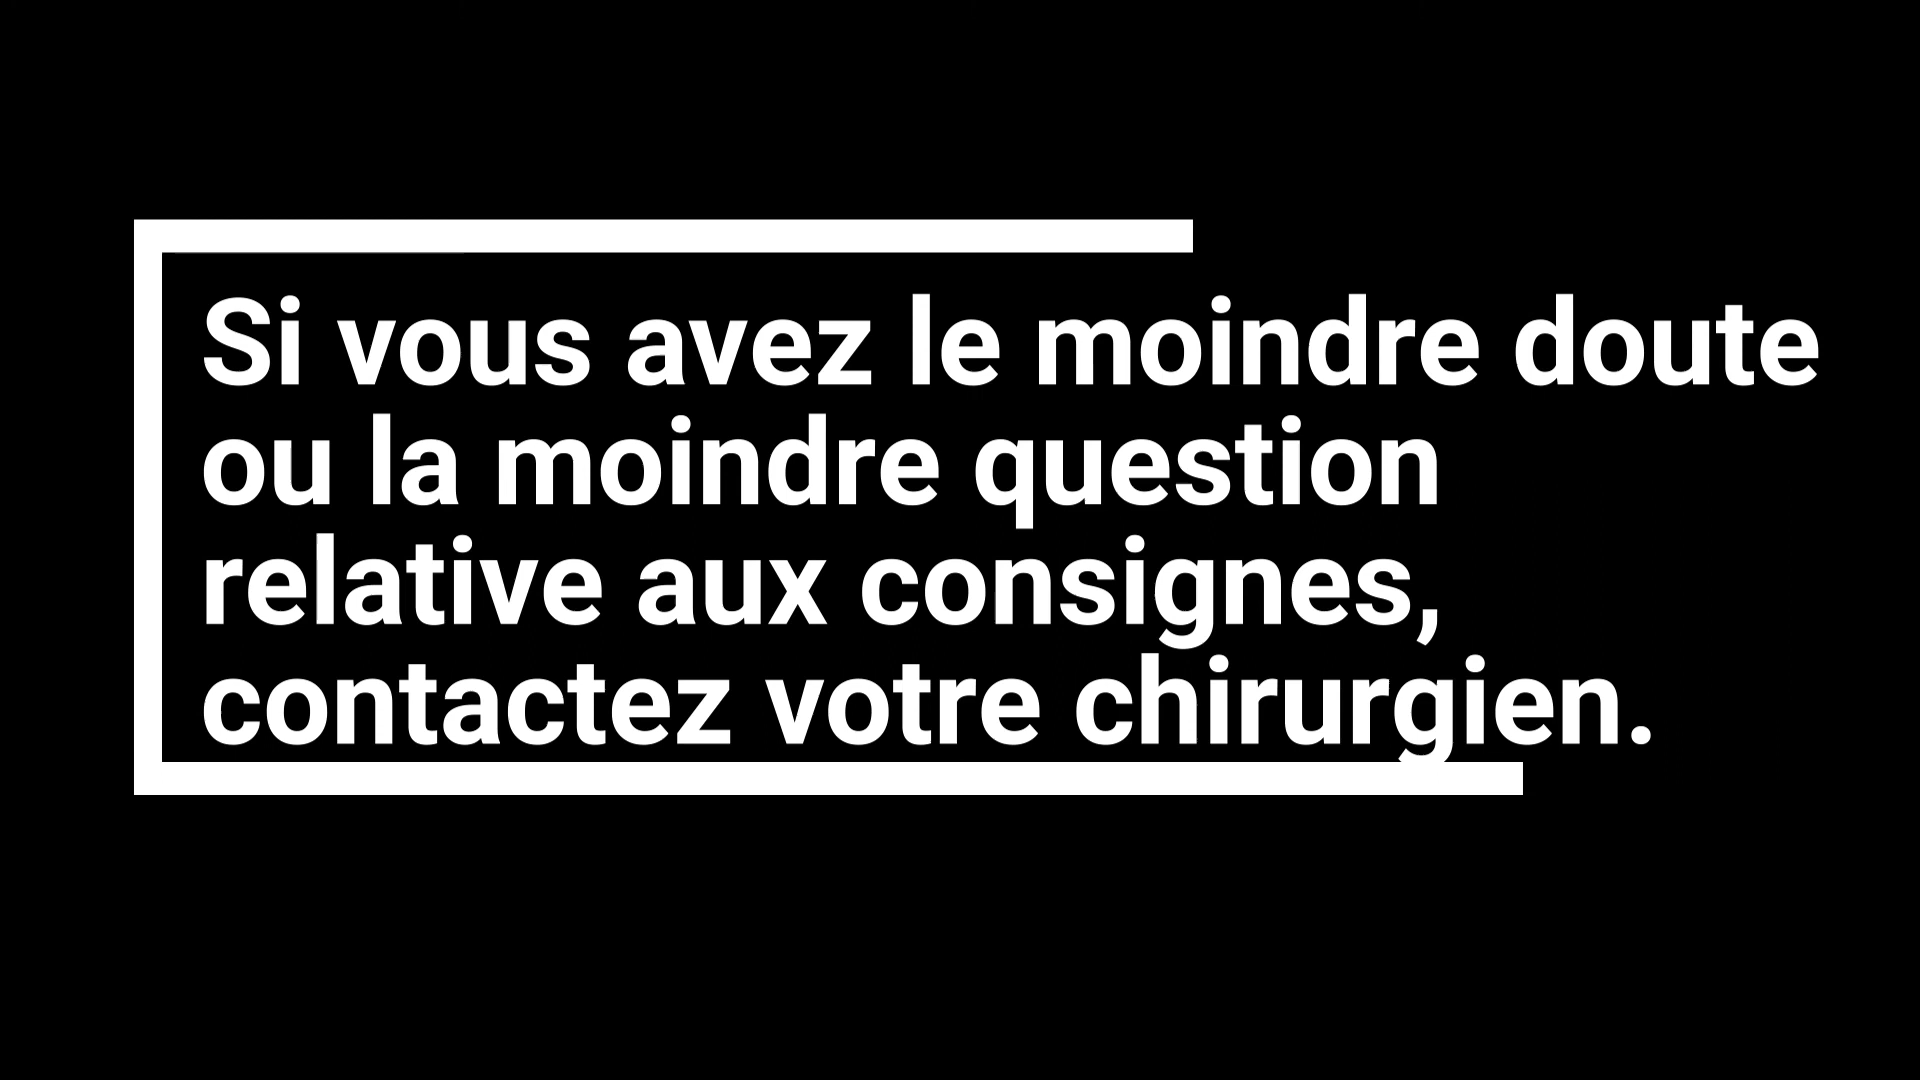 Si vous avez le moindre doute
ou la moindre question
relative aux consignes,
contactez votre chirurgien.